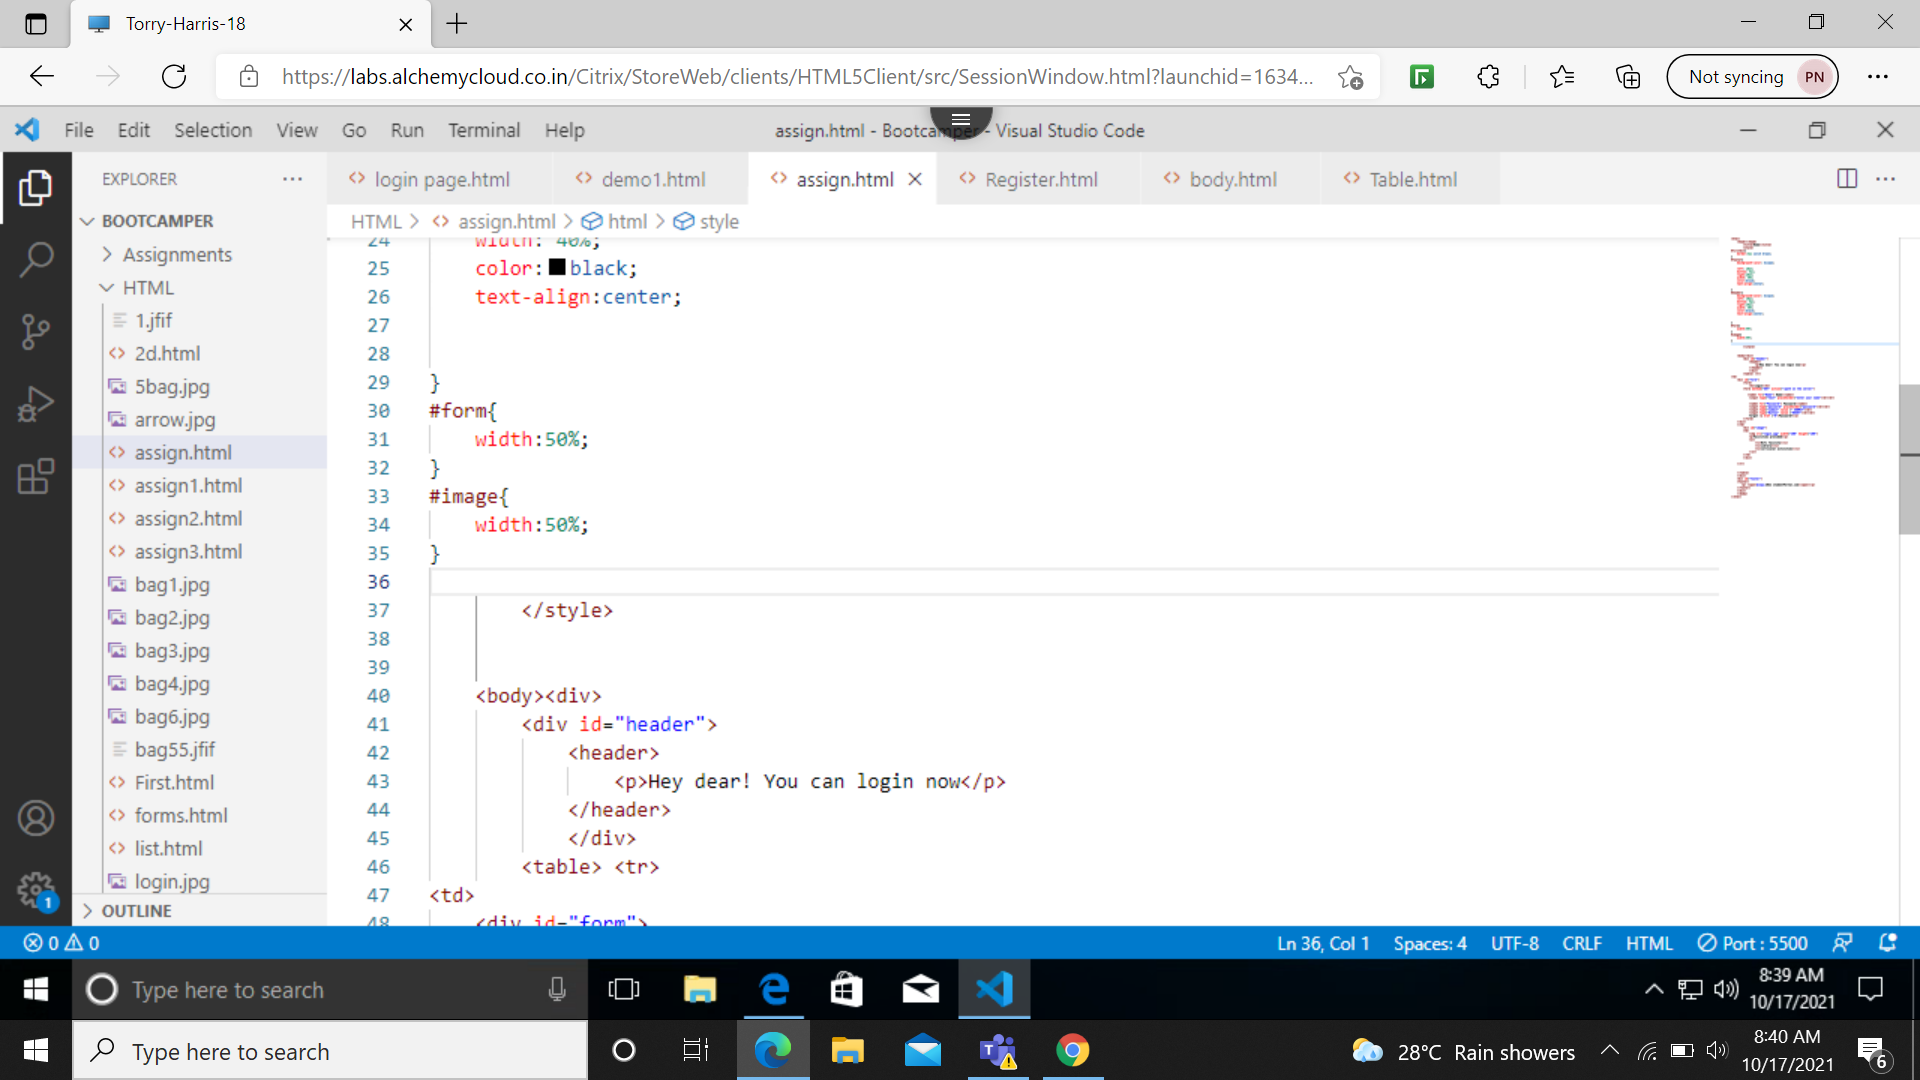 Torry-Harris-18
https://labs.alchemycloud.co.in/Citrix/StoreWeb/clients/HTML5Client/src/SessionWindow.html?launchid=1634...
Not syncing PN
File Edit Selection View Go Run Terminal Help
assign.html - Bootcamper - Visual Studio Code
EXPLORER
login page.html demo1.html assign.html Register.html body.html Table.html
HTML > assign.html > html > style
BOOTCAMPER
Assignments
HTML
1.jfif
2d.html
5bag.jpg
arrow.jpg
assign.html
assign1.html
assign2.html
assign3.html
bag1.jpg
bag2.jpg
bag3.jpg
bag4.jpg
bag6.jpg
bag55.jfif
First.html
forms.html
list.html
login.jpg
OUTLINE
24 width: 40%;
25 color: black;
26 text-align:center;
27
28
29 }
30 #form{
31 width:50%;
32 }
33 #image{
34 width:50%;
35 }
36
37 </style>
38
39
40 <body><div>
41 <div id="header">
42 <header>
43 <p>Hey dear! You can login now</p>
44 </header>
45 </div>
46 <table> <tr>
47 <td>
48 <div id="form">
1
0 0
Ln 36, Col 1 Spaces: 4 UTF-8 CRLF HTML Port : 5500
Type here to search
8:39 AM
10/17/2021
Type here to search
28°C Rain showers
8:40 AM
10/17/2021
6